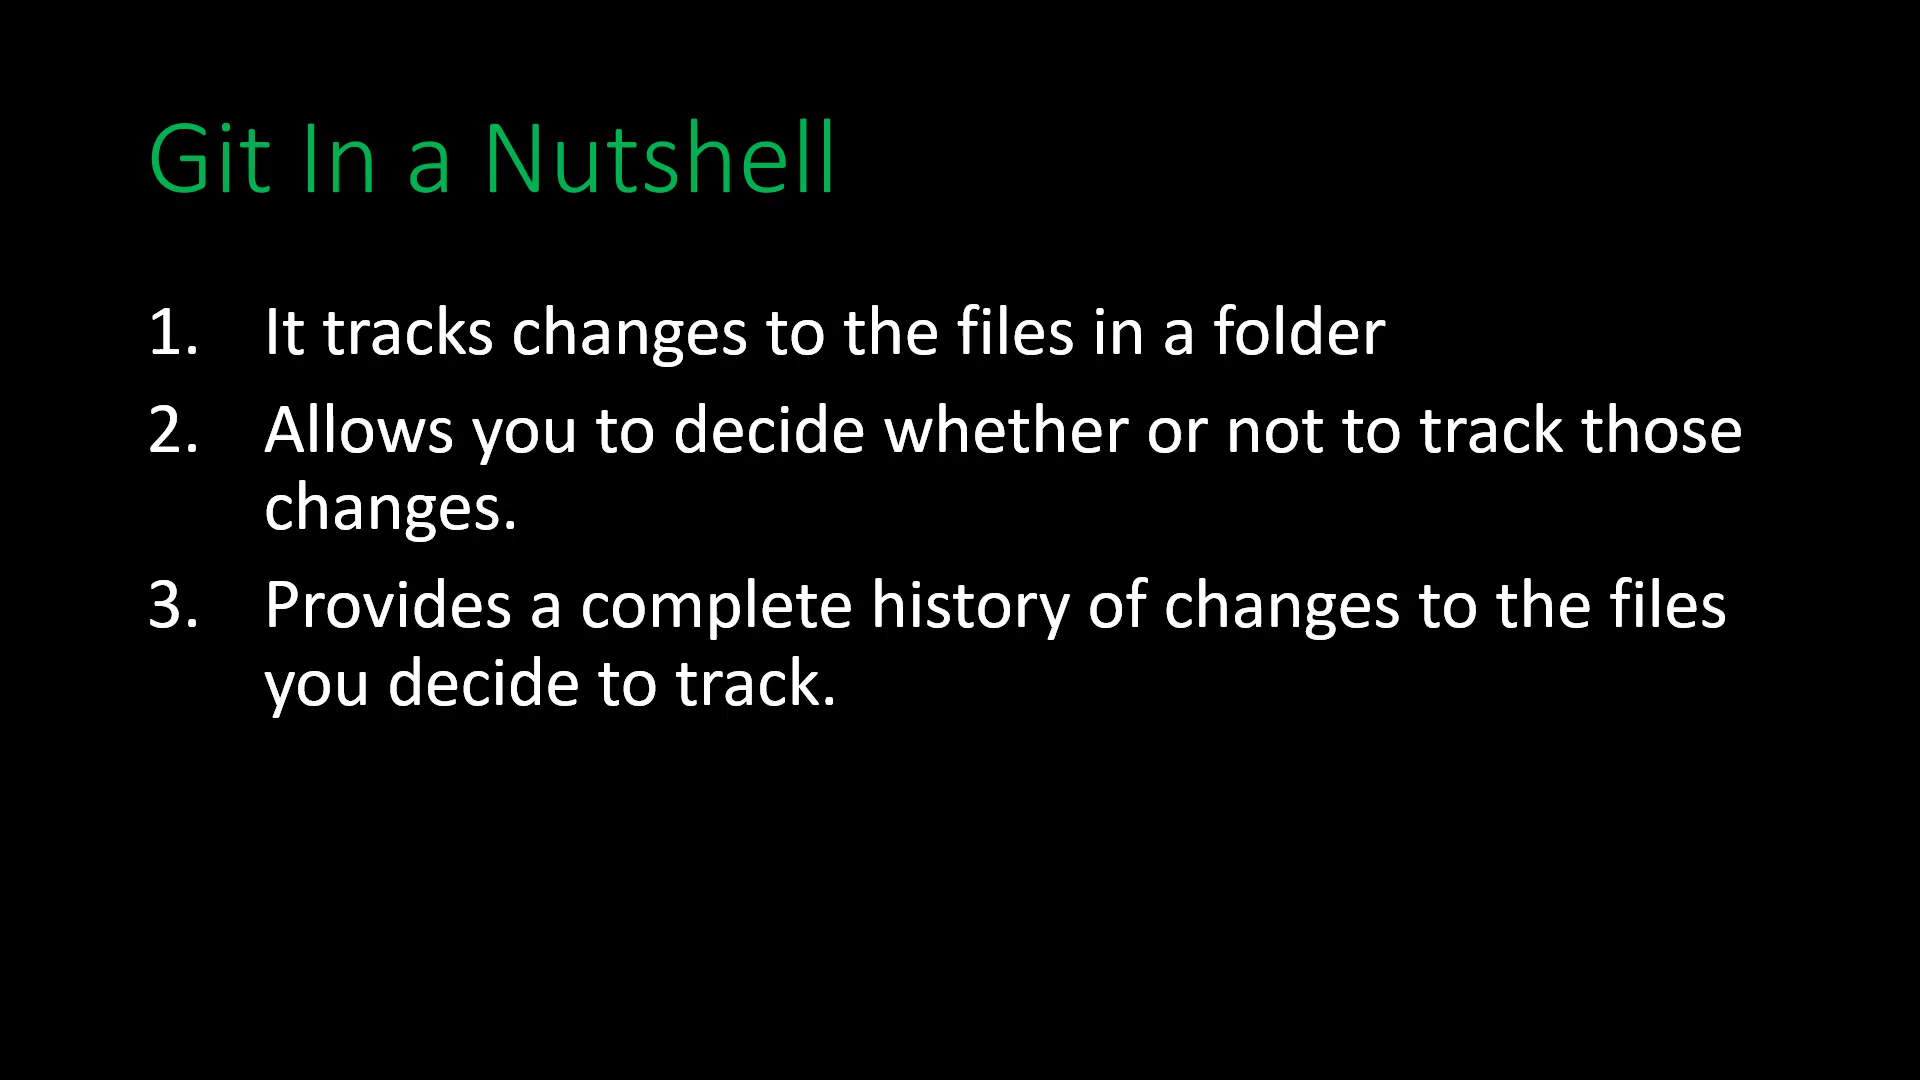 Git In a Nutshell
1. It tracks changes to the files in a folder
2. Allows you to decide whether or not to track those
changes.
3. Provides a complete history of changes to the files
you decide to track.